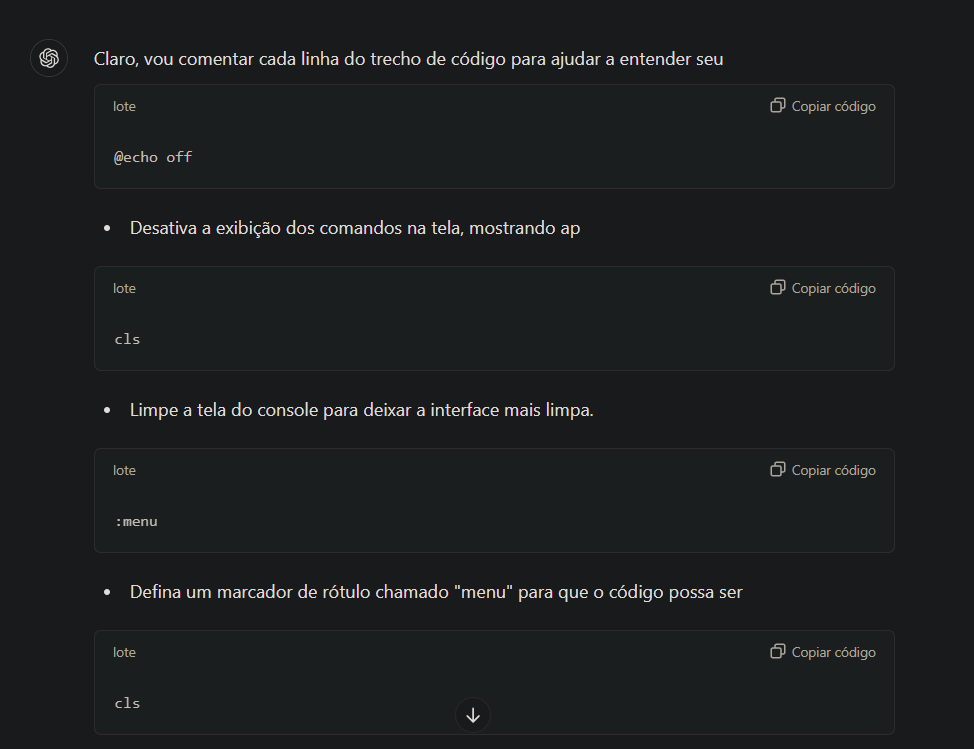 Claro, vou comentar cada linha do trecho de código para ajudar a entender seu
lote Copiar código
@echo off
Desativa a exibição dos comandos na tela, mostrando ap
lote Copiar código
cls
Limpe a tela do console para deixar a interface mais limpa.
lote Copiar código
:menu
Defina um marcador de rótulo chamado "menu" para que o código possa ser
lote Copiar código
cls